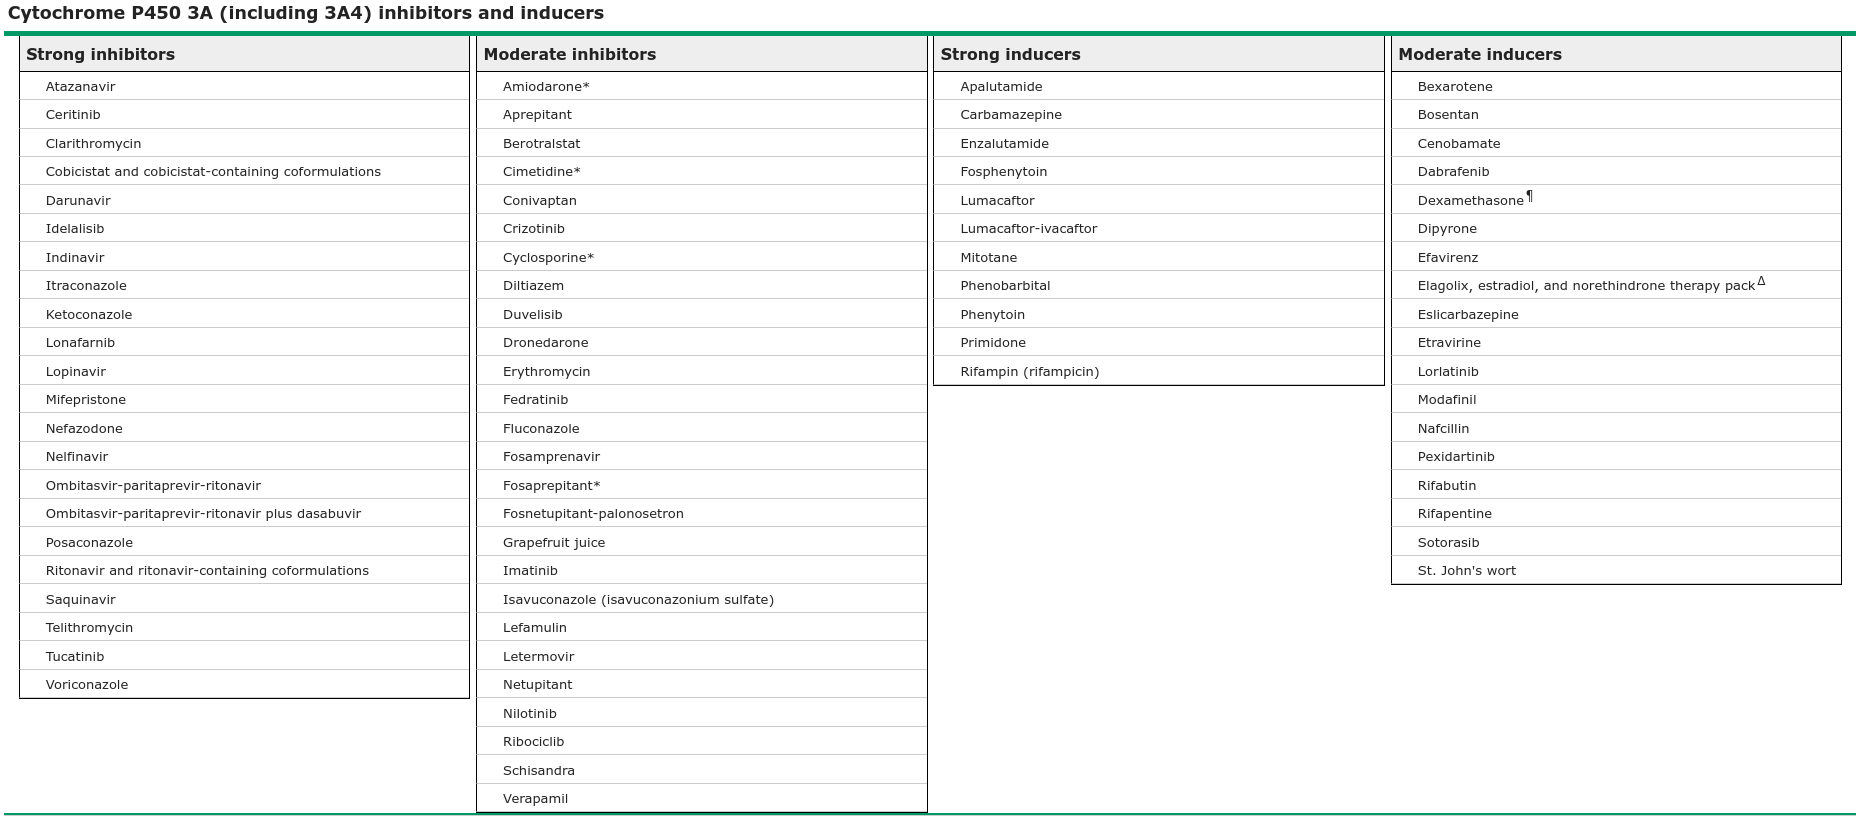 Cytochrome P450 3A (including 3A4) inhibitors and inducers
Strong inhibitors
Atazanavir
Ceritinib
Clarithromycin
Cobicistat and cobicistat-containing coformulations
Darunavir
Idelalisib
Indinavir
Itraconazole
Ketoconazole
Lonafarnib
Lopinavir
Mifepristone
Nefazodone
Nelfinavir
Ombitasvir-paritaprevir-ritonavir
Ombitasvir-paritaprevir-ritonavir plus dasabuvir
Posaconazole
Ritonavir and ritonavir-containing coformulations
Saquinavir
Telithromycin
Tucatinib
Voriconazole
Moderate inhibitors
Amiodarone*
Aprepitant
Berotralstat
Cimetidine*
Conivaptan
Crizotinib
Cyclosporine*
Diltiazem
Duvelisib
Dronedarone
Erythromycin
Fedratinib
Fluconazole
Fosamprenavir
Fosaprepitant*
Fosnetupitant-palonosetron
Grapefruit juice
Imatinib
Isavuconazole (isavuconazonium sulfate)
Lefamulin
Letermovir
Netupitant
Nilotinib
Ribociclib
Schisandra
Verapamil
Strong inducers
Apalutamide
Carbamazepine
Enzalutamide
Fosphenytoin
Lumacaftor
Lumacaftor-ivacaftor
Mitotane
Phenobarbital
Phenytoin
Primidone
Rifampin (rifampicin)
Moderate inducers
Bexarotene
Bosentan
Cenobamate
Dabrafenib
Dexamethasone¶
Dipyrone
Efavirenz
Elagolix, estradiol, and norethindrone therapy packΔ
Eslicarbazepine
Etravirine
Lorlatinib
Modafinil
Nafcillin
Pexidartinib
Rifabutin
Rifapentine
Sotorasib
St. John's wort